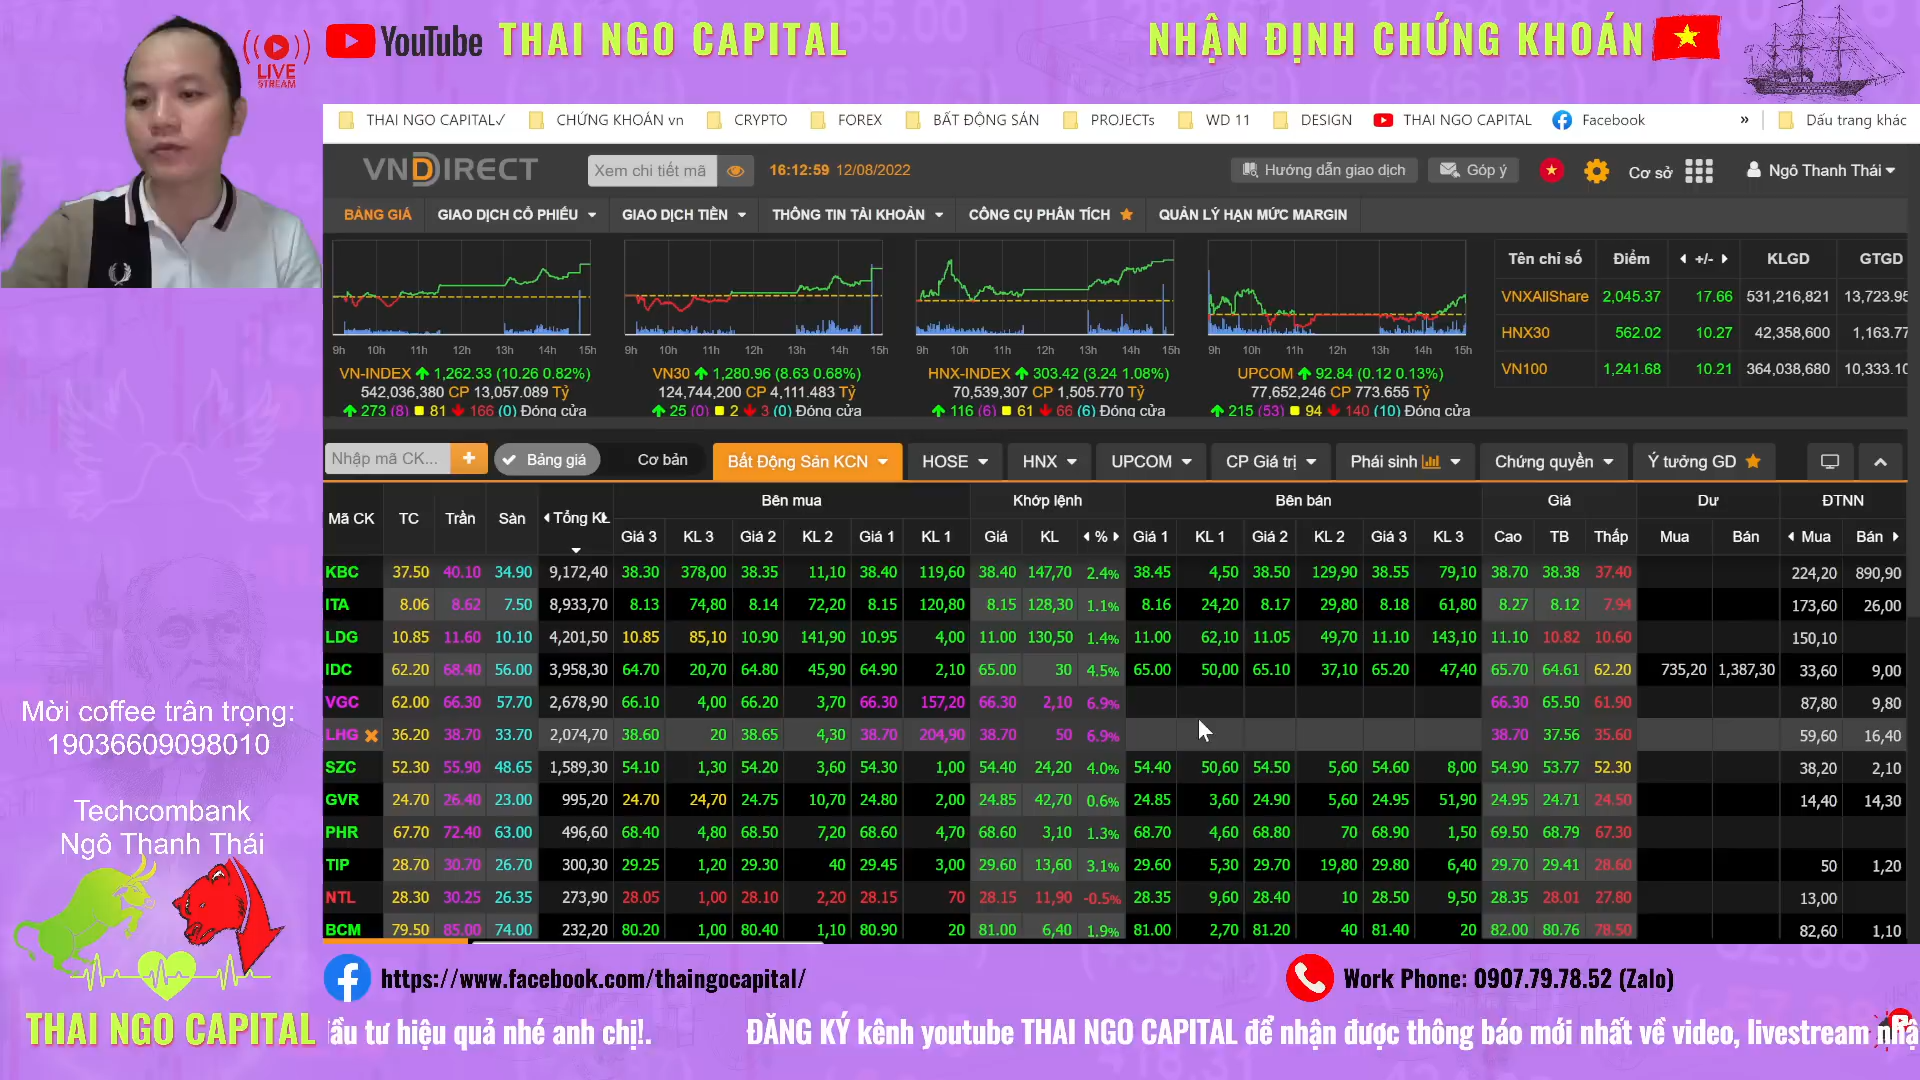 LIVE
STREAM
YouTube THAI NGO CAPITAL
NHẬN ĐỊNH CHỨNG KHOÁN
THAI NGO CAPITAL✓ CHỨNG KHOÁN vn CRYPTO FOREX BẤT ĐỘNG SẢN PROJECTs WD 11 DESIGN THAI NGO CAPITAL Facebook » Dấu trang khác
VNDIRECT Xem chi tiết mã 16:12:59 12/08/2022 Hướng dẫn giao dịch Góp ý Cơ sở Ngô Thanh Thái
BẢNG GIÁ GIAO DỊCH CỔ PHIẾU GIAO DỊCH TIỀN THÔNG TIN TÀI KHOẢN CÔNG CỤ PHÂN TÍCH QUẢN LÝ HẠN MỨC MARGIN
9h 10h 11h 12h 13h 14h 15h 9h 10h 11h 12h 13h 14h 15h 9h 10h 11h 12h 13h 14h 15h 9h 10h 11h 12h 13h 14h 15h
VN-INDEX 1,262.33 (10.26 0.82%)
542,036,380 CP 13,057.089 Tỷ
273 (8) 81 166 (0) Đóng cửa
VN30 1,280.96 (8.63 0.68%)
124,744,200 CP 4,111.483 Tỷ
25 (0) 2 3 (0) Đóng cửa
HNX-INDEX 303.42 (3.24 1.08%)
70,539,307 CP 1,505.770 Tỷ
116 (6) 61 66 (6) Đóng cửa
UPCOM 92.84 (0.12 0.13%)
77,652,246 CP 773.655 Tỷ
215 (53) 94 140 (10) Đóng cửa
Tên chỉ số Điểm +/- KLGD GTGD
VNXAllShare 2,045.37 17.66 531,216,821 13,723.95
HNX30 562.02 10.27 42,358,600 1,163.77
VN100 1,241.68 10.21 364,038,680 10,333.10
Nhập mã CK... + Bảng giá Cơ bản Bất Động Sản KCN HOSE HNX UPCOM CP Giá trị Phái sinh Chứng quyền Ý tưởng GD
Mã CK TC Trần Sàn Tổng KL Bên mua Khớp lệnh Bên bán Giá Dư ĐTNN
Giá 3 KL 3 Giá 2 KL 2 Giá 1 KL 1 Giá KL % Giá 1 KL 1 Giá 2 KL 2 Giá 3 KL 3 Cao TB Thấp Mua Bán Mua Bán
KBC 37.50 40.10 34.90 9,172,40 38.30 378,00 38.35 11,10 38.40 119,60 38.40 147,70 2.4% 38.45 4,50 38.50 129,90 38.55 79,10 38.70 38.38 37.40 224,20 890,90
ITA 8.06 8.62 7.50 8,933,70 8.13 74,80 8.14 72,20 8.15 120,80 8.15 128,30 1.1% 8.16 24,20 8.17 29,80 8.18 61,80 8.27 8.12 7.94 173,60 26,00
LDG 10.85 11.60 10.10 4,201,50 10.85 85,10 10.90 141,90 10.95 4,00 11.00 130,50 1.4% 11.00 62,10 11.05 49,70 11.10 143,10 11.10 10.82 10.60 150,10
IDC 62.20 68.40 56.00 3,958,30 64.70 20,70 64.80 45,90 64.90 2,10 65.00 30 4.5% 65.00 50,00 65.10 37,10 65.20 47,40 65.70 64.61 62.20 735,20 1,387,30 33,60 9,00
VGC 62.00 66.30 57.70 2,678,90 66.10 4,00 66.20 3,70 66.30 157,20 66.30 2,10 6.9% 66.30 65.50 61.90 87,80 9,80
LHG 36.20 38.70 33.70 2,074,70 38.60 20 38.65 4,30 38.70 204,90 38.70 50 6.9% 38.70 37.56 35.60 59,60 16,40
SZC 52.30 55.90 48.65 1,589,30 54.10 1,30 54.20 3,60 54.30 1,00 54.40 24,20 4.0% 54.40 50,60 54.50 5,60 54.60 8,00 54.90 53.77 52.30 38,20 2,10
GVR 24.70 26.40 23.00 995,20 24.70 24,70 24.75 10,70 24.80 2,00 24.85 42,70 0.6% 24.85 3,60 24.90 5,60 24.95 51,90 24.95 24.71 24.50 14,40 14,30
PHR 67.70 72.40 63.00 496,60 68.40 4,80 68.50 7,20 68.60 4,70 68.60 3,10 1.3% 68.70 4,60 68.80 70 68.90 1,50 69.50 68.79 67.30
TIP 28.70 30.70 26.70 300,30 29.25 1,20 29.30 40 29.45 3,00 29.60 13,60 3.1% 29.60 5,30 29.70 19,80 29.80 6,40 29.70 29.41 28.60 50 1,20
NTL 28.30 30.25 26.35 273,90 28.05 1,00 28.10 2,20 28.15 70 28.15 11,90 -0.5% 28.35 9,60 28.40 10 28.50 9,50 28.35 28.01 27.80 13,00
BCM 79.50 85.00 74.00 232,20 80.20 1,00 80.40 1,10 80.90 20 81.00 6,40 1.9% 81.00 2,70 81.20 40 81.40 20 82.00 80.76 78.50 82,60 1,10
Mời coffee trân trọng:
19036609098010
Techcombank
Ngô Thanh Thái
THAI NGO CAPITAL
https://www.facebook.com/thaingocapital/
Work Phone: 0907.79.78.52 (Zalo)
ầu tư hiệu quả nhé anh chị!. ĐĂNG KÝ kênh youtube THAI NGO CAPITAL để nhận được thông báo mới nhất về video, livestream